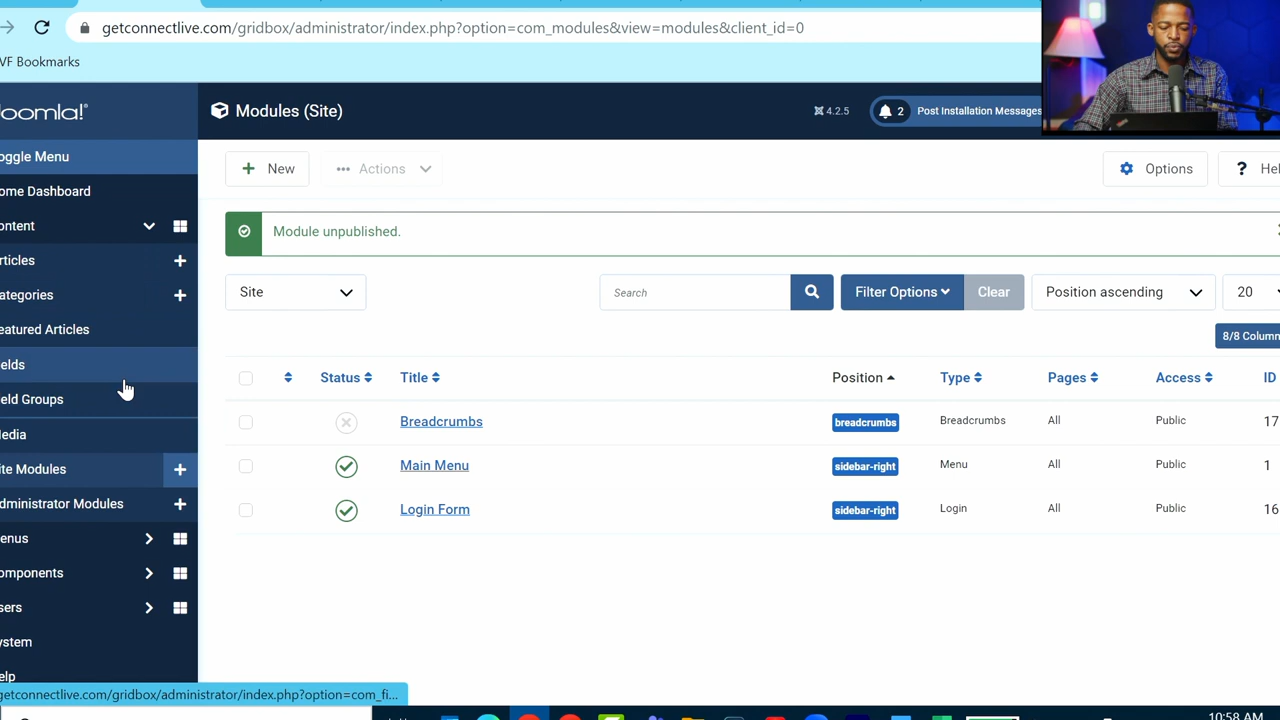 getconnectlive.com/gridbox/administrator/index.php?option=com_modules&view=modules&client_id=0
VF Bookmarks
oomla!®
Modules (Site)
4.2.5
2
Post Installation Messages
oggle Menu
ome Dashboard
ontent
rticles
ategories
eatured Articles
elds
eld Groups
edia
ite Modules
dministrator Modules
enus
omponents
sers
ystem
elp
New
Actions
Options
? Hel
Module unpublished.
Site
Search
Filter Options
Clear
Position ascending
20
8/8 Column
Status Title Position Type Pages Access ID
Breadcrumbs breadcrumbs Breadcrumbs All Public 17
Main Menu sidebar-right Menu All Public 1
Login Form sidebar-right Login All Public 16
getconnectlive.com/gridbox/administrator/index.php?option=com_fi...
10:58 AM